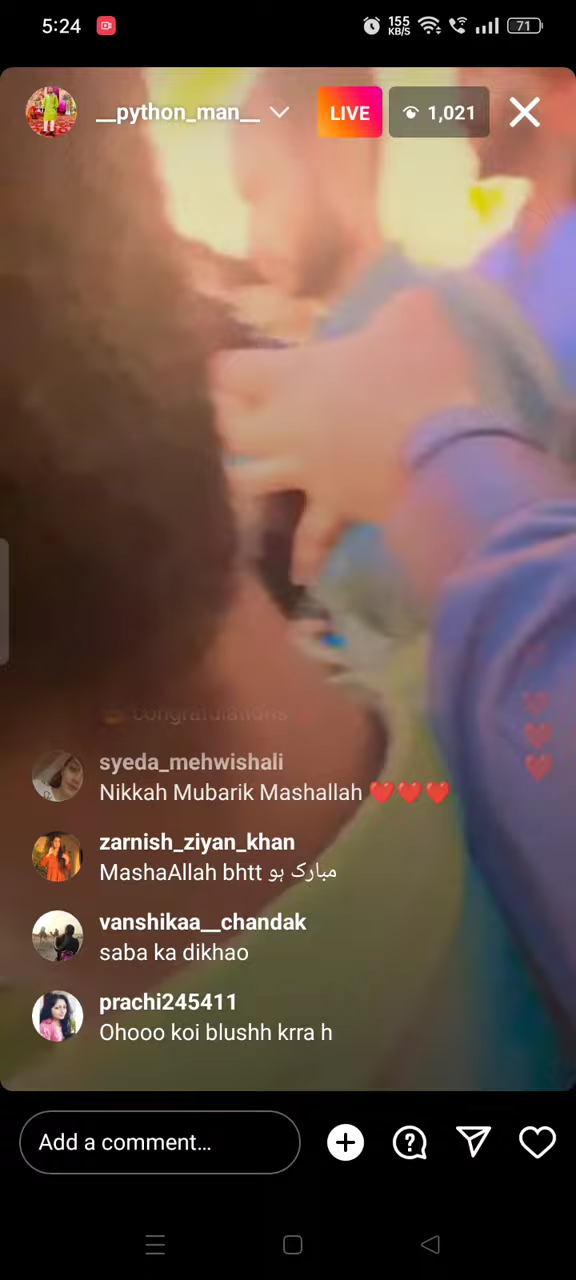 5:24
155
KB/S
71
__python_man__
LIVE
1,021
congratulations
syeda_mehwishali
Nikkah Mubarik Mashallah ❤️❤️❤️
zarnish_ziyan_khan
MashaAllah bhtt مبارک ہو
vanshikaa__chandak
saba ka dikhao
prachi245411
Ohooo koi blushh krra h
Add a comment...